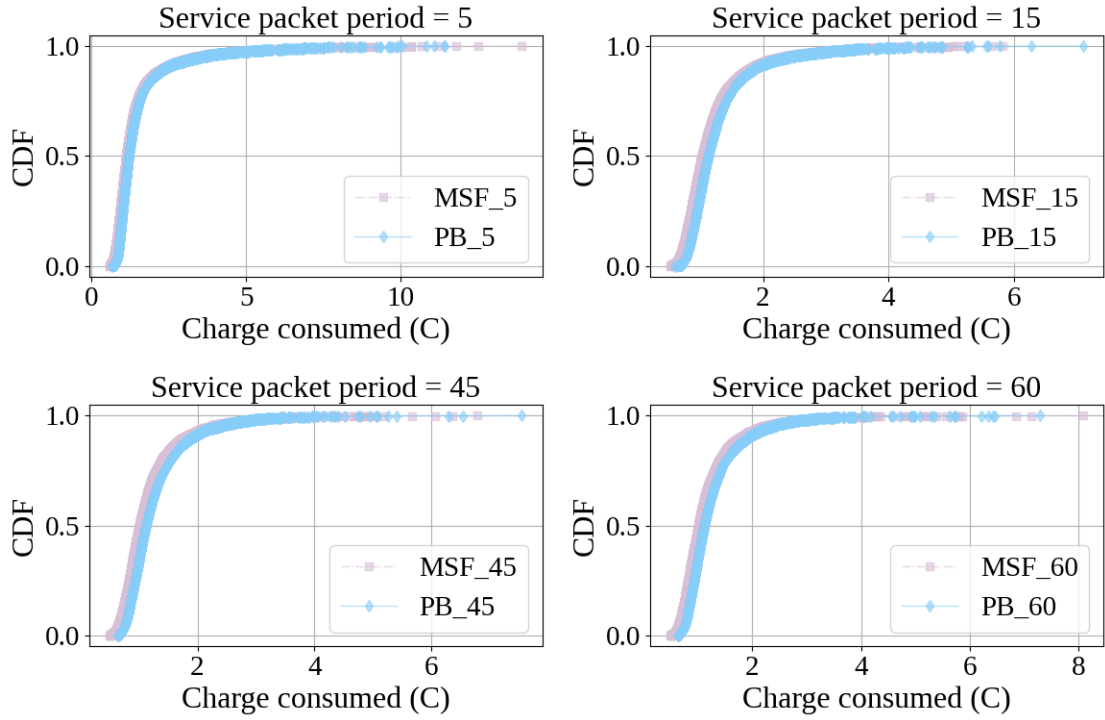 Service packet period = 5
1.0
0.5
0.0
CDF
MSF_5
PB_5
0
5
10
Charge consumed (C)
Service packet period = 15
1.0
0.5
0.0
CDF
MSF_15
PB_15
2
4
6
Charge consumed (C)
Service packet period = 45
1.0
0.5
0.0
CDF
MSF_45
PB_45
2
4
6
Charge consumed (C)
Service packet period = 60
1.0
0.5
0.0
CDF
MSF_60
PB_60
2
4
6
8
Charge consumed (C)